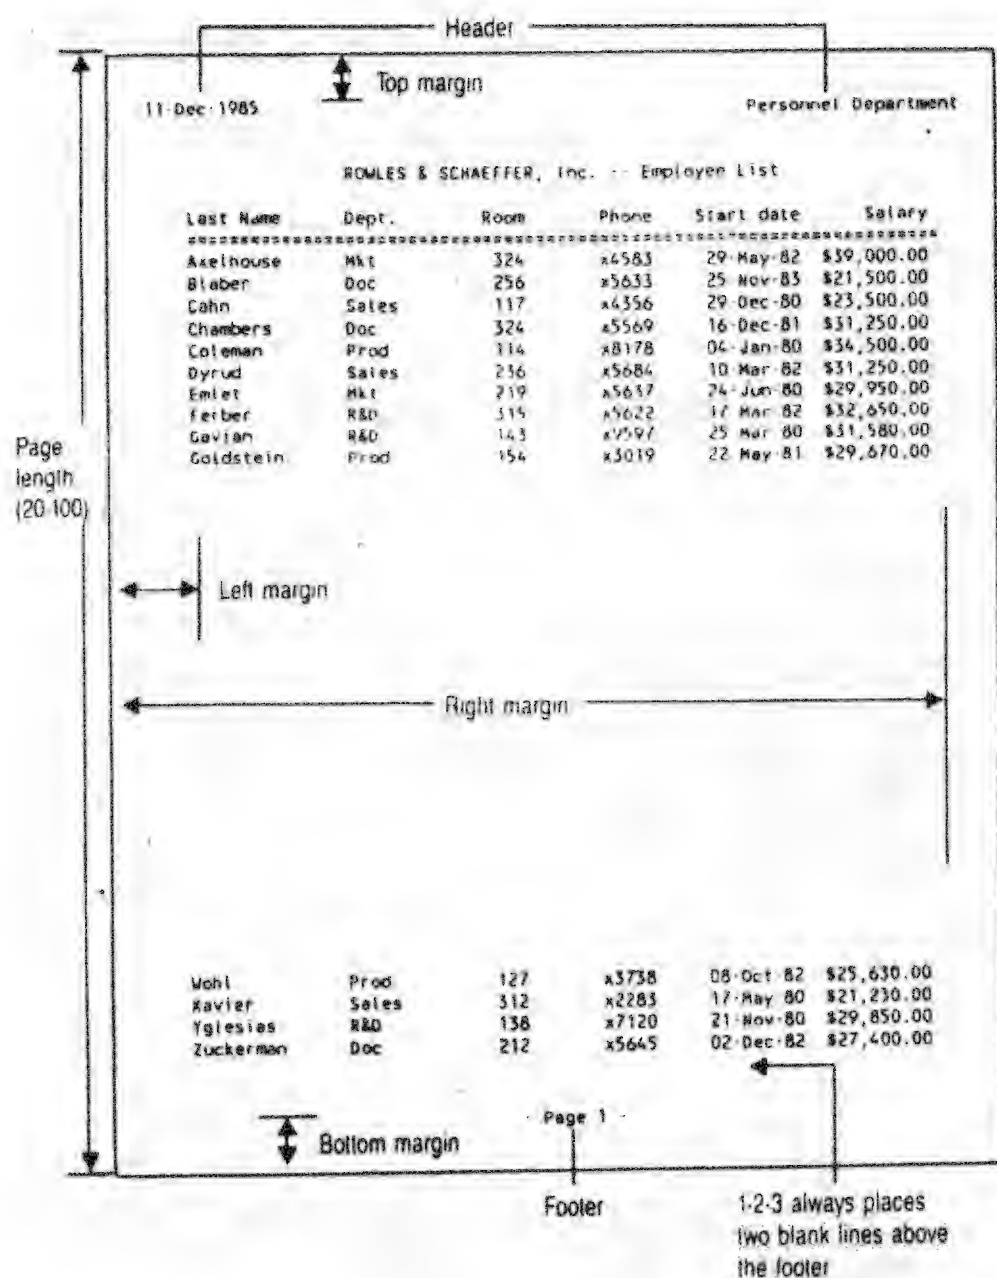 Header
Top margin
11-Dec-1985 Personnel Department
ROWLES & SCHAEFFER, Inc. -- Employee List
Last Name Dept. Room Phone Start date Salary
Axelhouse Mkt 324 x4583 29-May-82 $39,000.00
Blaber Doc 256 x5633 25-Nov-83 $21,500.00
Cahn Sales 117 x4356 29-Dec-80 $23,500.00
Chambers Doc 324 x5569 16-Dec-81 $31,250.00
Coleman Prod 114 x8178 04-Jan-80 $34,500.00
Dyrud Sales 236 x5684 10-Mar-82 $31,250.00
Emlet Mkt 219 x5637 24-Jun-80 $29,950.00
Ferber R&D 315 x5622 17-Mar-82 $32,650.00
Gavian R&D 143 x9597 25-Mar-80 $31,580.00
Goldstein Prod 154 x3019 22-May-81 $29,670.00
Page
length
(20-100)
Left margin
Right margin
Wohl Prod 127 x3738 08-Oct-82 $25,630.00
Xavier Sales 312 x2283 17-May-80 $21,230.00
Yglesias R&D 138 x7120 21-Nov-80 $29,850.00
Zuckerman Doc 212 x5645 02-Dec-82 $27,400.00
- Page 1 -
Bottom margin
Footer
1-2-3 always places
two blank lines above
the footer